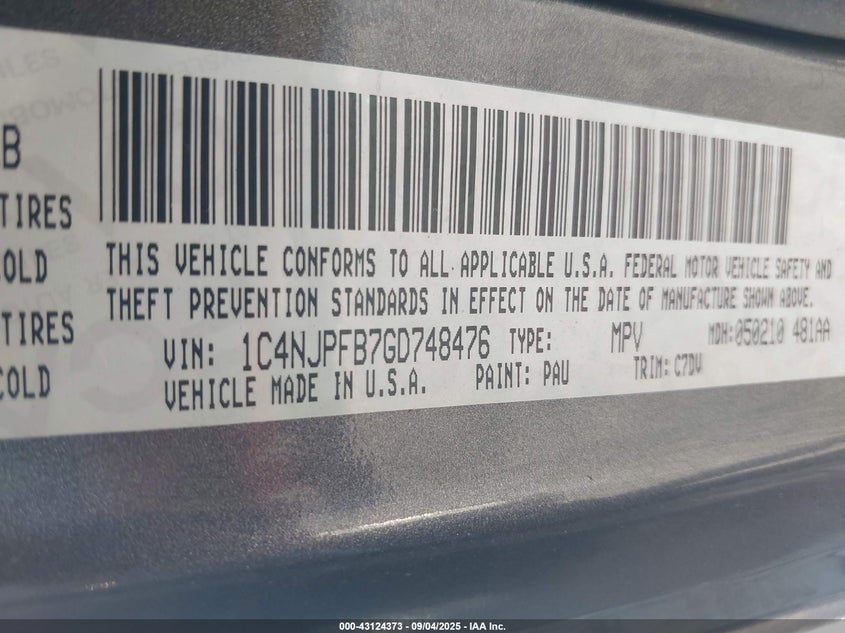 B
TIRES
COLD
TIRES
COLD
THIS VEHICLE CONFORMS TO ALL APPLICABLE U.S.A. FEDERAL MOTOR VEHICLE SAFETY AND
THEFT PREVENTION STANDARDS IN EFFECT ON THE DATE OF MANUFACTURE SHOWN ABOVE.
VIN: 1C4NJPFB7GD748476 TYPE: MPV MDH: 050210 481AA
VEHICLE MADE IN U.S.A. PAINT: PAU TRIM: C7DV
000-43124373 - 09/04/2025 - IAA Inc.